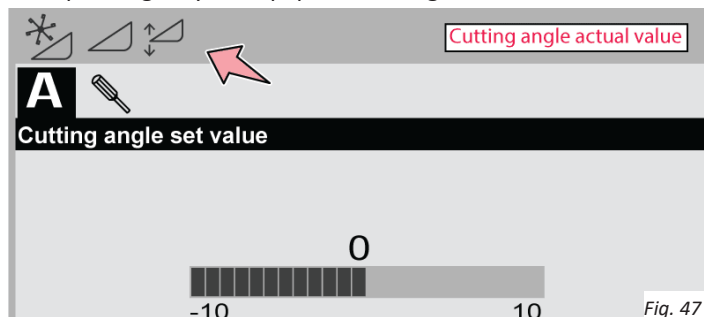 Cutting angle actual value
A
Cutting angle set value
0
-10 10
Fig. 47